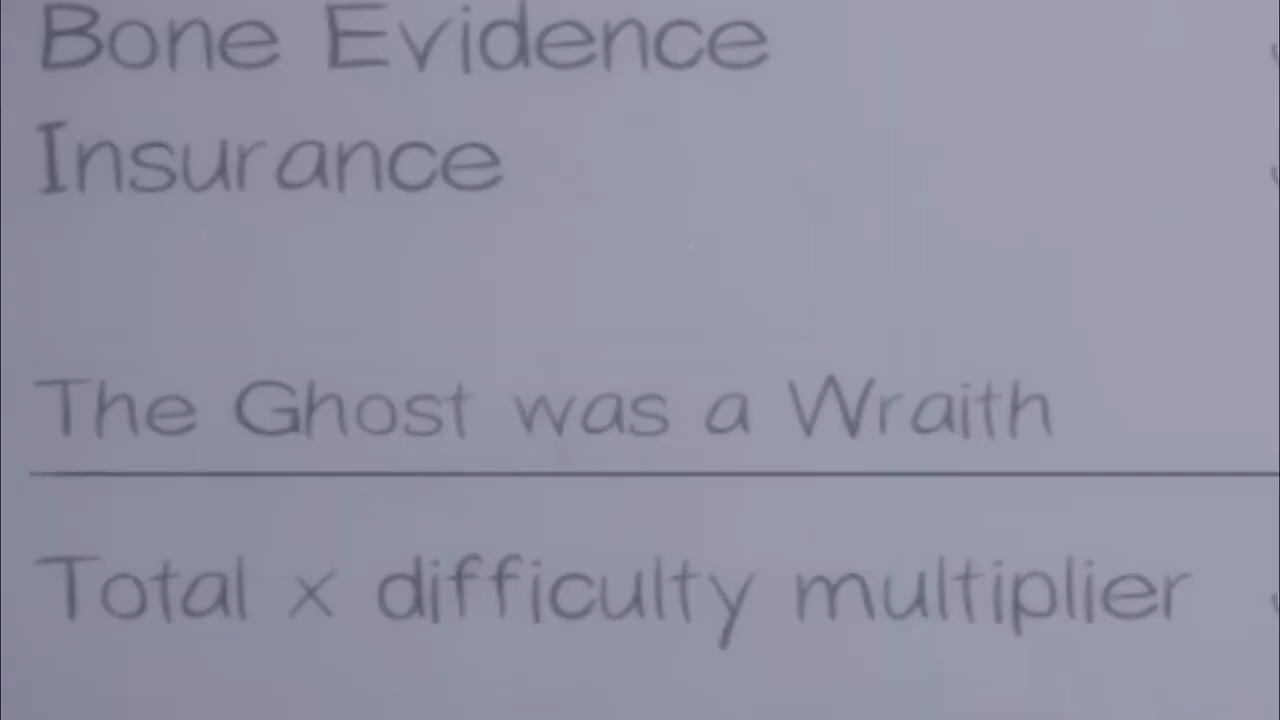 Bone Evidence
Insurance
The Ghost was a Wraith
Total x difficulty multiplier